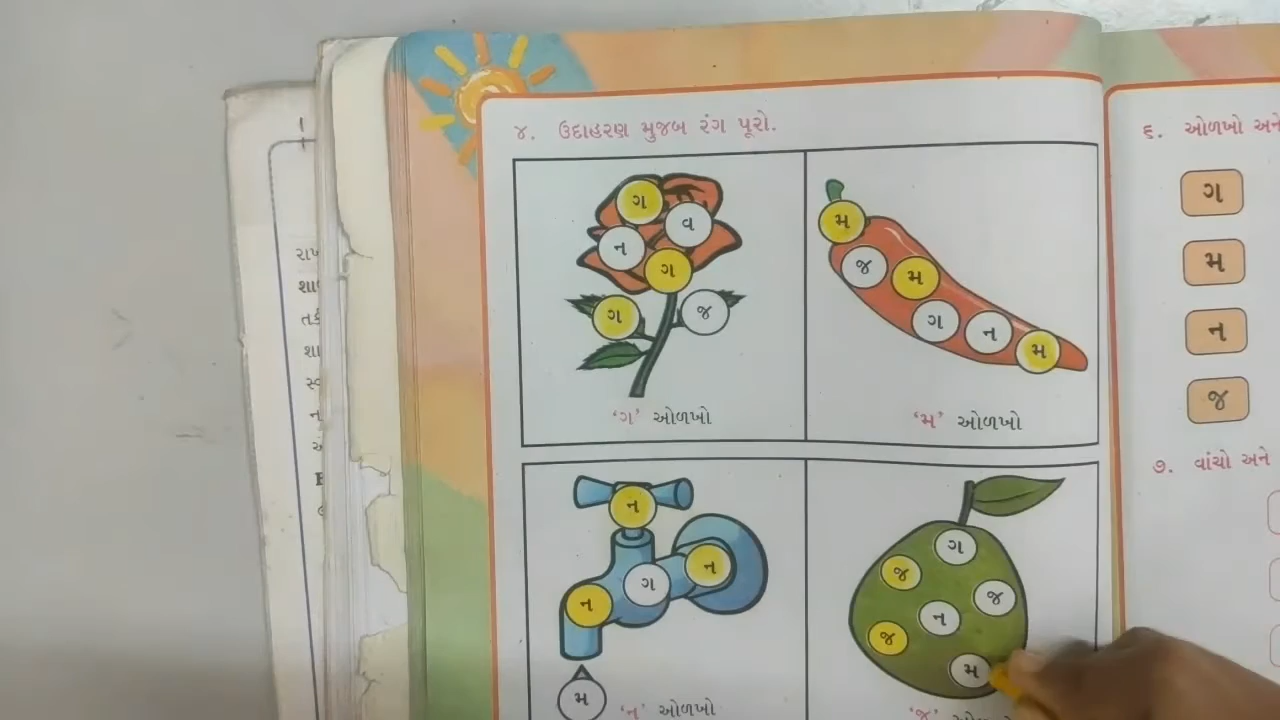 ૪. ઉદાહરણ મુજબ રંગ પૂરો.
ગ
વ
ન
ગ
ગ
જ
‘ગ’ ઓળખો
મ
જ
મ
ગ
ન
મ
‘મ’ ઓળખો
ન
ન
ગ
ન
મ
‘ન’ ઓળખો
ગ
જ
જ
ન
જ
મ
‘જ’
૬. ઓળખો અને
ગ
મ
ન
જ
૭. વાંચો અને